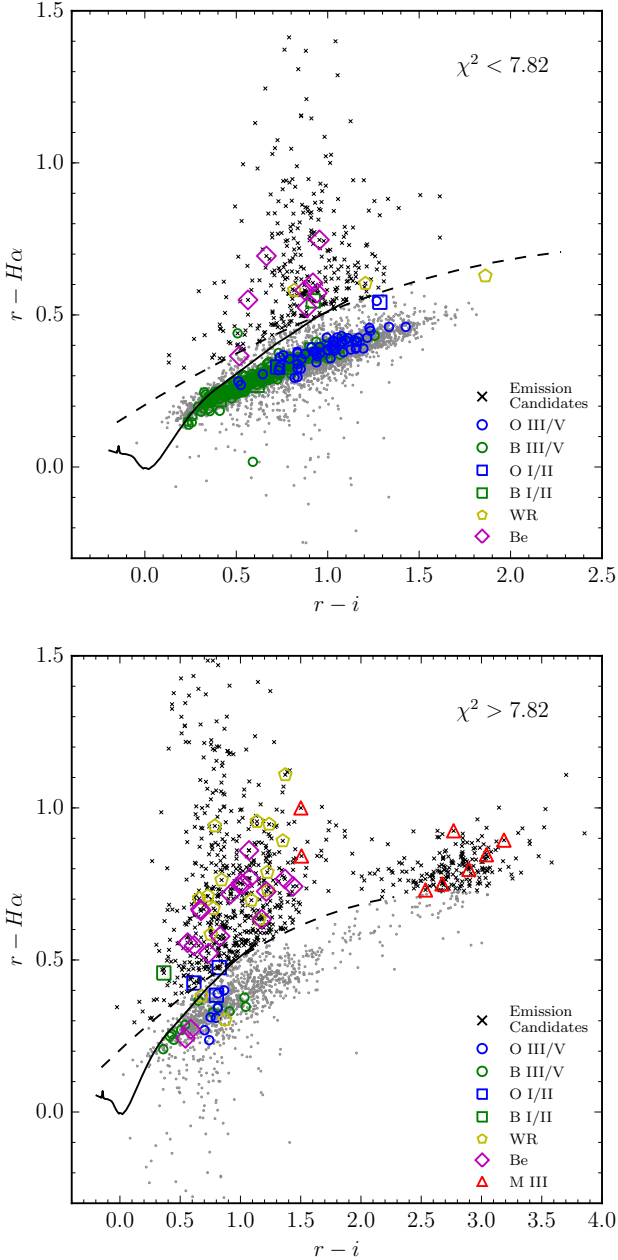 1.5
χ² < 7.82
1.0
r − Hα
0.5
0.0
Emission
Candidates
O III/V
B III/V
O I/II
B I/II
WR
Be
0.0 0.5 1.0 1.5 2.0 2.5
r − i
1.5
χ² > 7.82
1.0
r − Hα
0.5
0.0
Emission
Candidates
O III/V
B III/V
O I/II
B I/II
WR
Be
M III
0.0 0.5 1.0 1.5 2.0 2.5 3.0 3.5 4.0
r − i